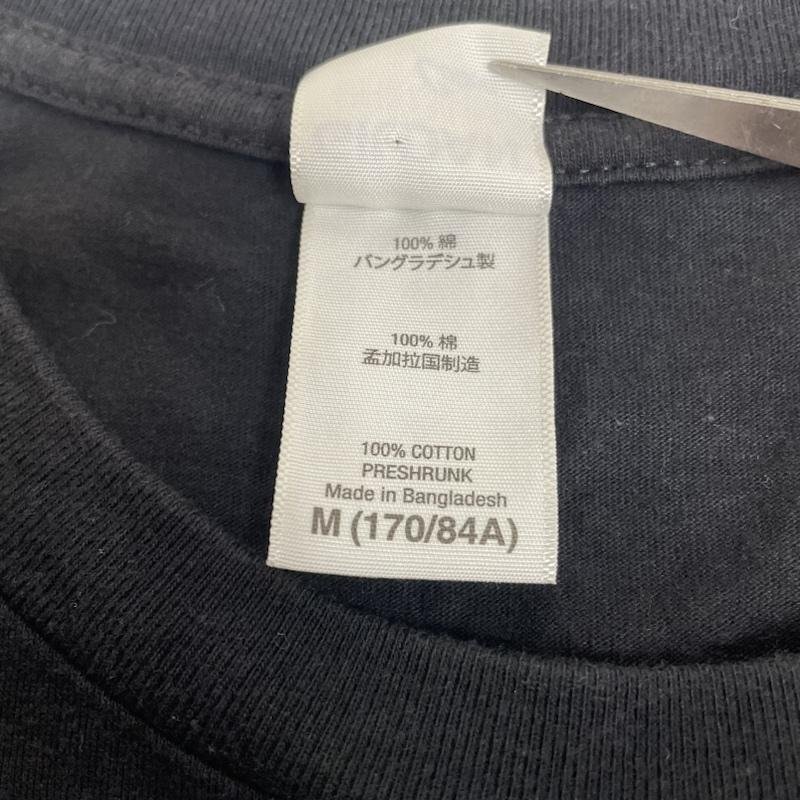 100% 綿
バングラデシュ製
100% 棉
孟加拉国制造
100% COTTON
PRESHRUNK
Made in Bangladesh
M (170/84A)